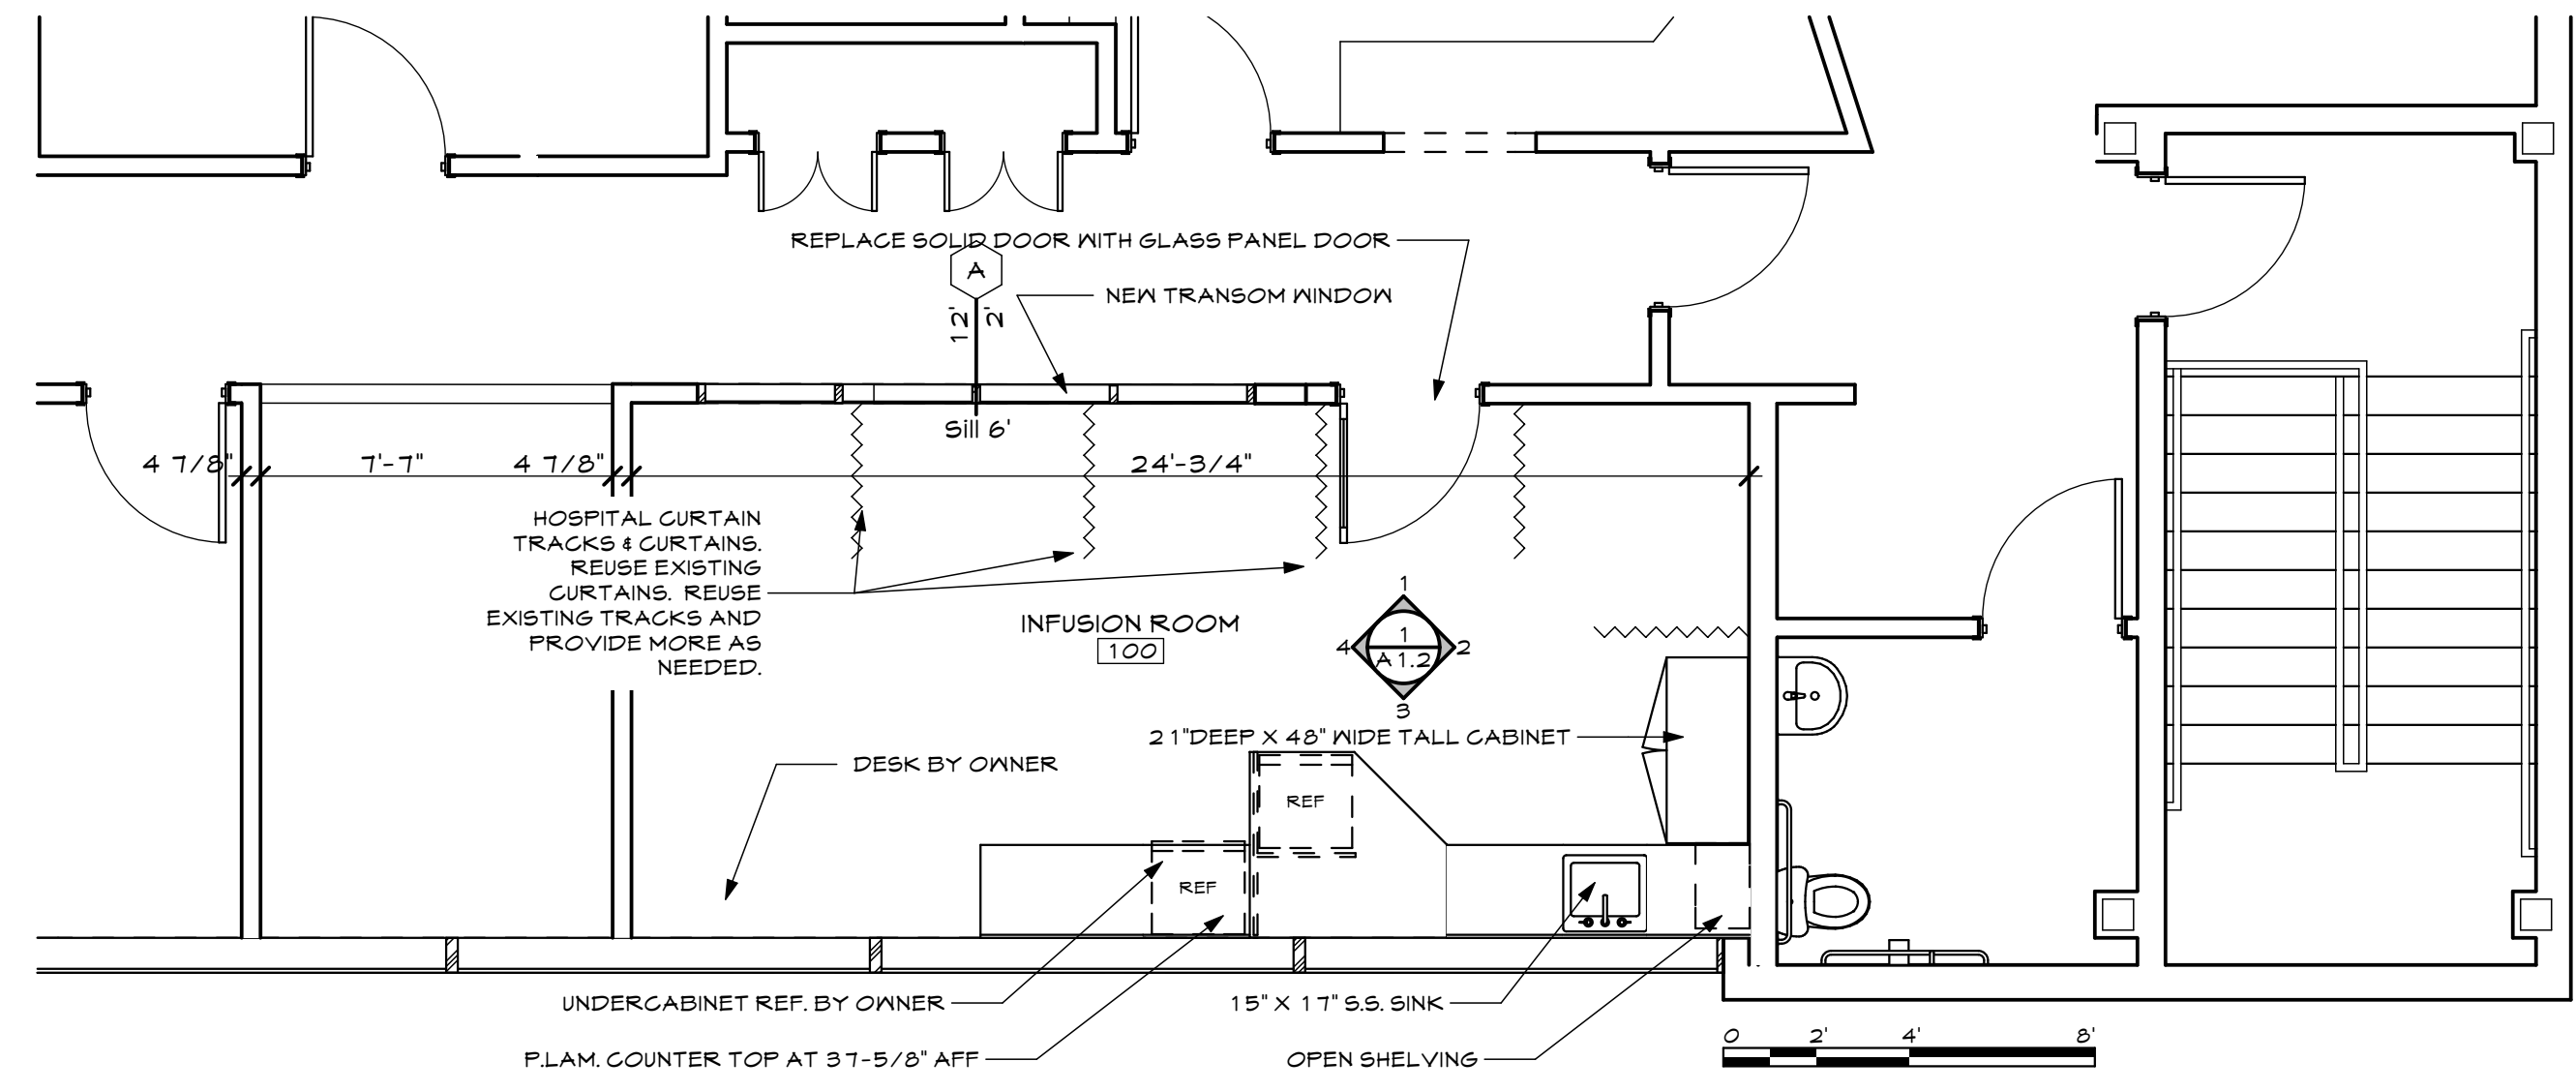 REPLACE SOLID DOOR WITH GLASS PANEL DOOR
A
NEW TRANSOM WINDOW
12'
2'
Sill 6'
4 7/8"
7'-7"
4 7/8"
24'-3/4"
HOSPITAL CURTAIN
TRACKS & CURTAINS.
REUSE EXISTING
CURTAINS. REUSE
EXISTING TRACKS AND
PROVIDE MORE AS
NEEDED.
INFUSION ROOM
100
1
4
1
2
A 1.2
3
21"DEEP X 48" WIDE TALL CABINET
DESK BY OWNER
REF
REF
UNDERCABINET REF. BY OWNER
15" X 17" S.S. SINK
P.LAM. COUNTER TOP AT 37-5/8" AFF
OPEN SHELVING
0 2' 4' 8'